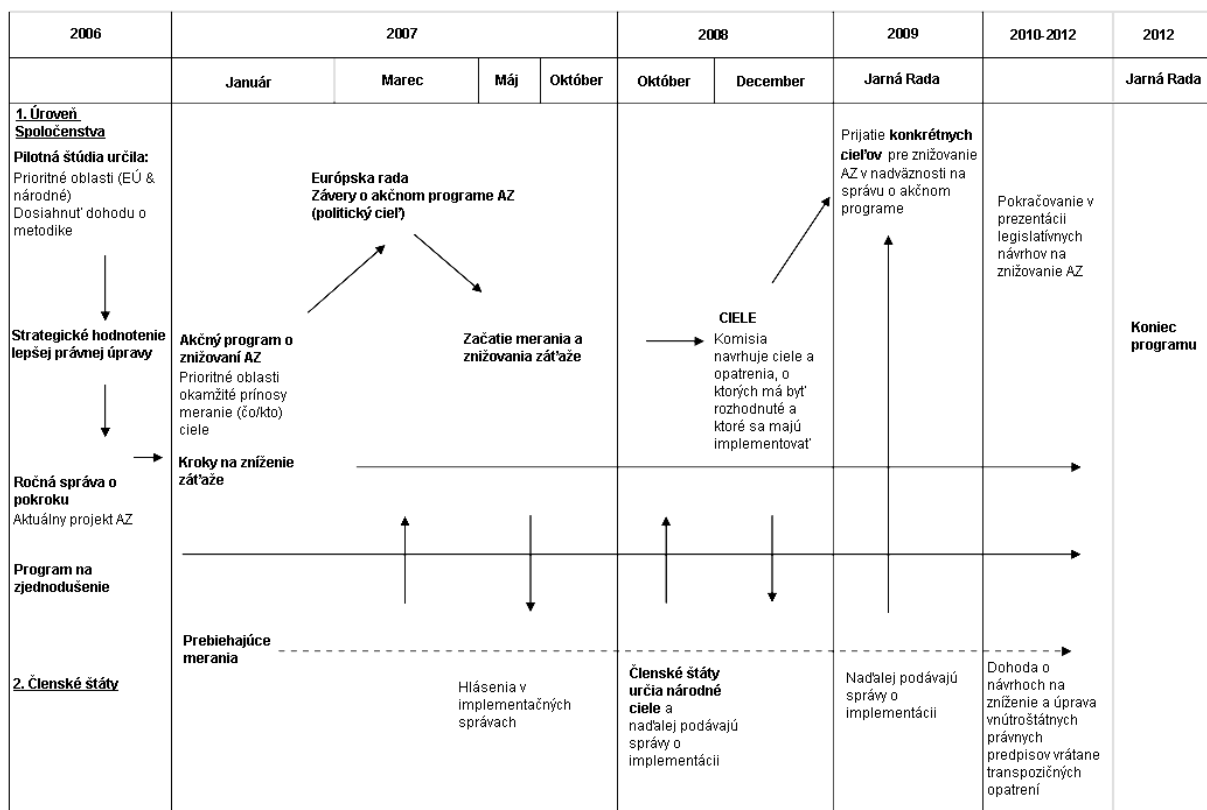 2006
2007
2008
2009
2010-2012
2012
Január
Marec
Máj
Október
Október
December
Jarná Rada
Jarná Rada
1. Úroveň
Spoločenstva
Pilotná štúdia určila:
Prioritné oblasti (EÚ &
národné)
Dosiahnuť dohodu o
metodike
Strategické hodnotenie
lepšej právnej úpravy
Ročná správa o
pokroku
Aktuálny projekt AZ
Program na
zjednodušenie
2. Členské štáty
Akčný program o
znižovaní AZ
Prioritné oblasti
okamžité prínosy
meranie (čo/kto)
ciele
Kroky na zníženie
záťaže
Prebiehajúce
merania
Európska rada
Závery o akčnom programe AZ
(politický cieľ)
Začatie merania a
znižovania záťaže
Hlásenia v
implementačných
správach
CIELE
Komisia
navrhuje ciele a
opatrenia, o
ktorých má byť
rozhodnuté a
ktoré sa majú
implementovať
Členské štáty
určia národné
ciele a
naďalej podávajú
správy o
implementácii
Prijatie konkrétnych
cieľov pre znižovanie
AZ v nadväznosti na
správu o akčnom
programe
Naďalej podávajú
správy o
implementácii
Pokračovanie v
prezentácii
legislatívnych
návrhov na
znižovanie AZ
Dohoda o
návrhoch na
zníženie a úprava
vnútroštátnych
právnych
predpisov vrátane
transpozičných
opatrení
Koniec
programu